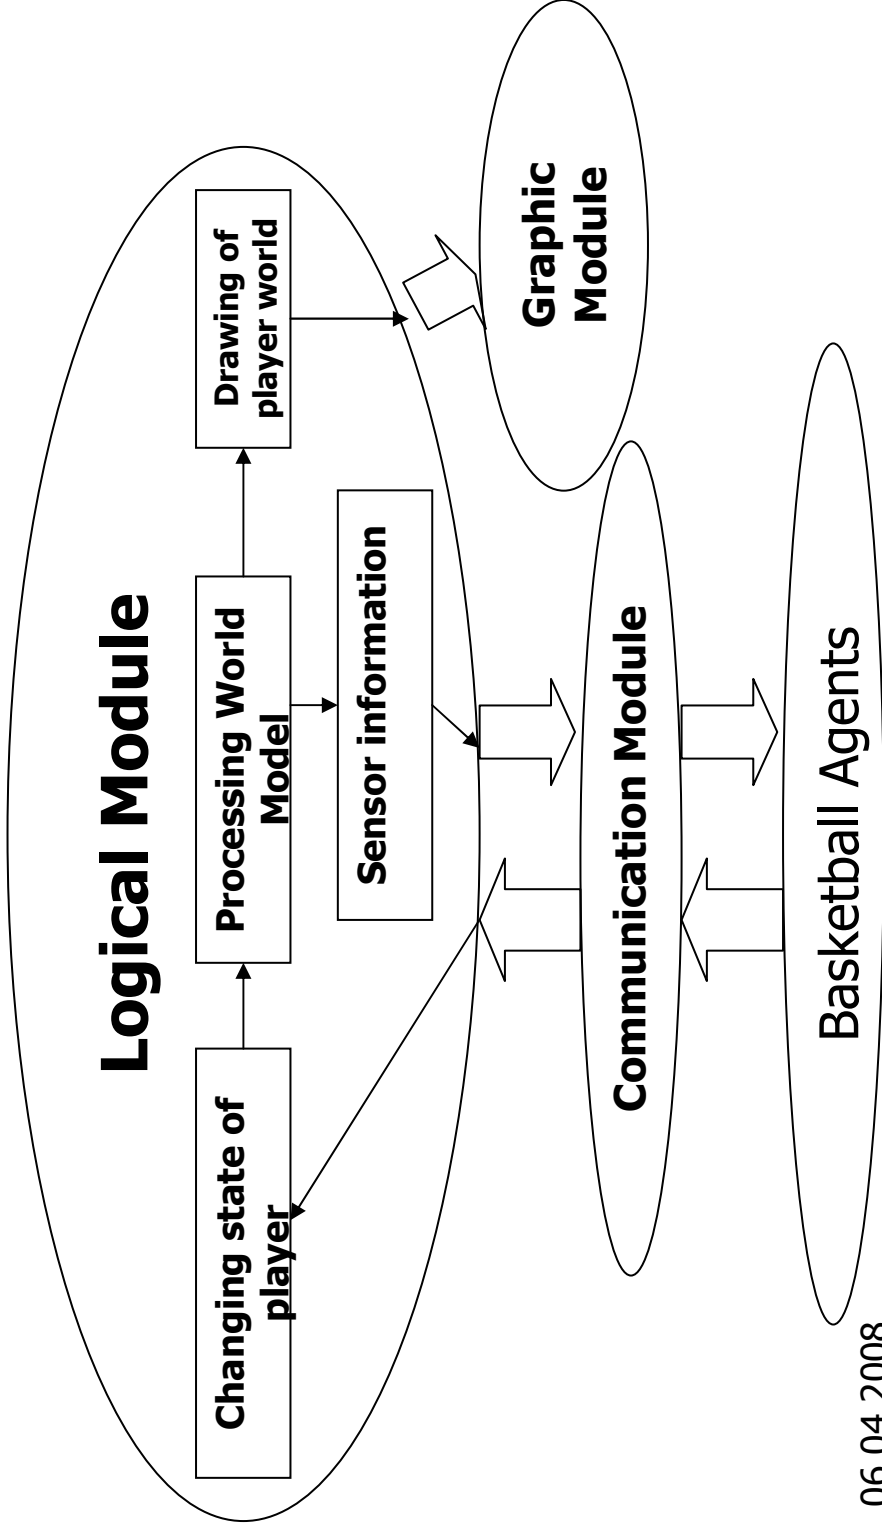 Logical Module
Changing state of
player
Processing World
Model
Drawing of
player world
Sensor information
Graphic
Module
Communication Module
Basketball Agents
06.04.2008